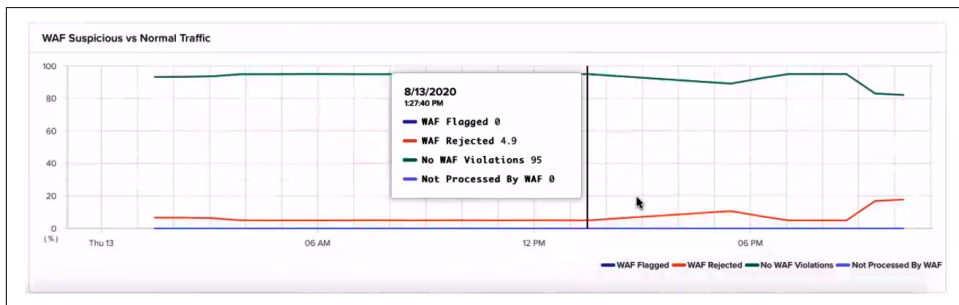 WAF Suspicious vs Normal Traffic
100
80
60
40
20
0
(%)
8/13/2020
1:27:40 PM
WAF Flagged 0
WAF Rejected 4.9
No WAF Violations 95
Not Processed By WAF 0
Thu 13 06 AM 12 PM 06 PM
WAF Flagged WAF Rejected No WAF Violations Not Processed By WAF